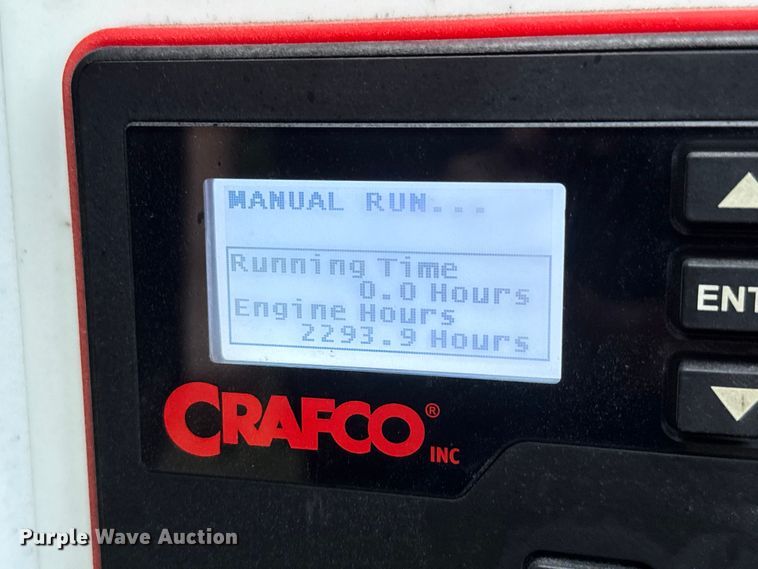 MANUAL RUN...
Running Time
0.0 Hours
Engine Hours
2293.9 Hours
CRAFCO®
INC
ENT
Purple Wave Auction